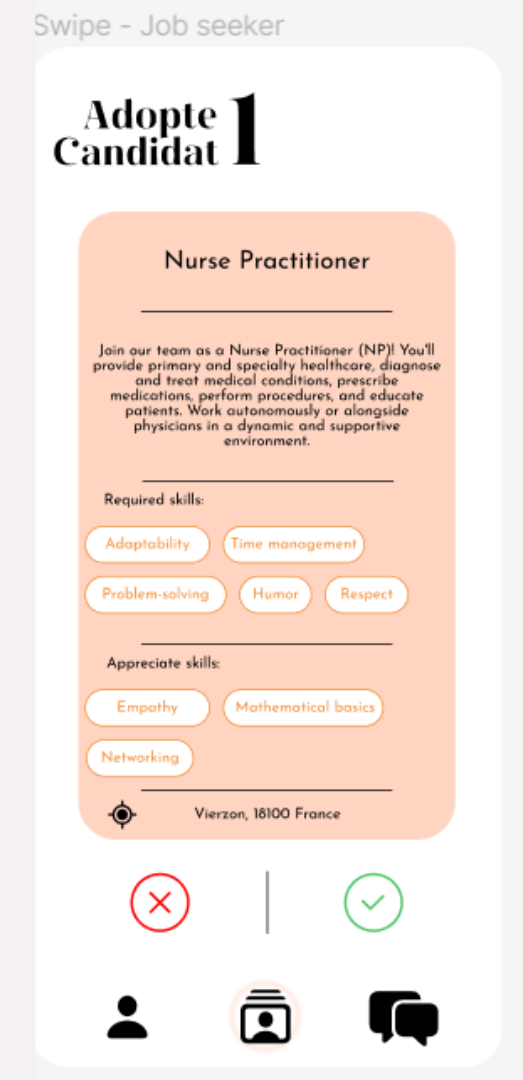 Swipe - Job seeker
Adopte 1
Candidat
Nurse Practitioner
Join our team as a Nurse Practitioner (NP)! You'll
provide primary and specialty healthcare, diagnose
and treat medical conditions, prescribe
medications, perform procedures, and educate
patients. Work autonomously or alongside
physicians in a dynamic and supportive
environment.
Required skills:
Adaptability Time management
Problem-solving Humor Respect
Appreciate skills:
Empathy Mathematical basics
Networking
Vierzon, 18100 France